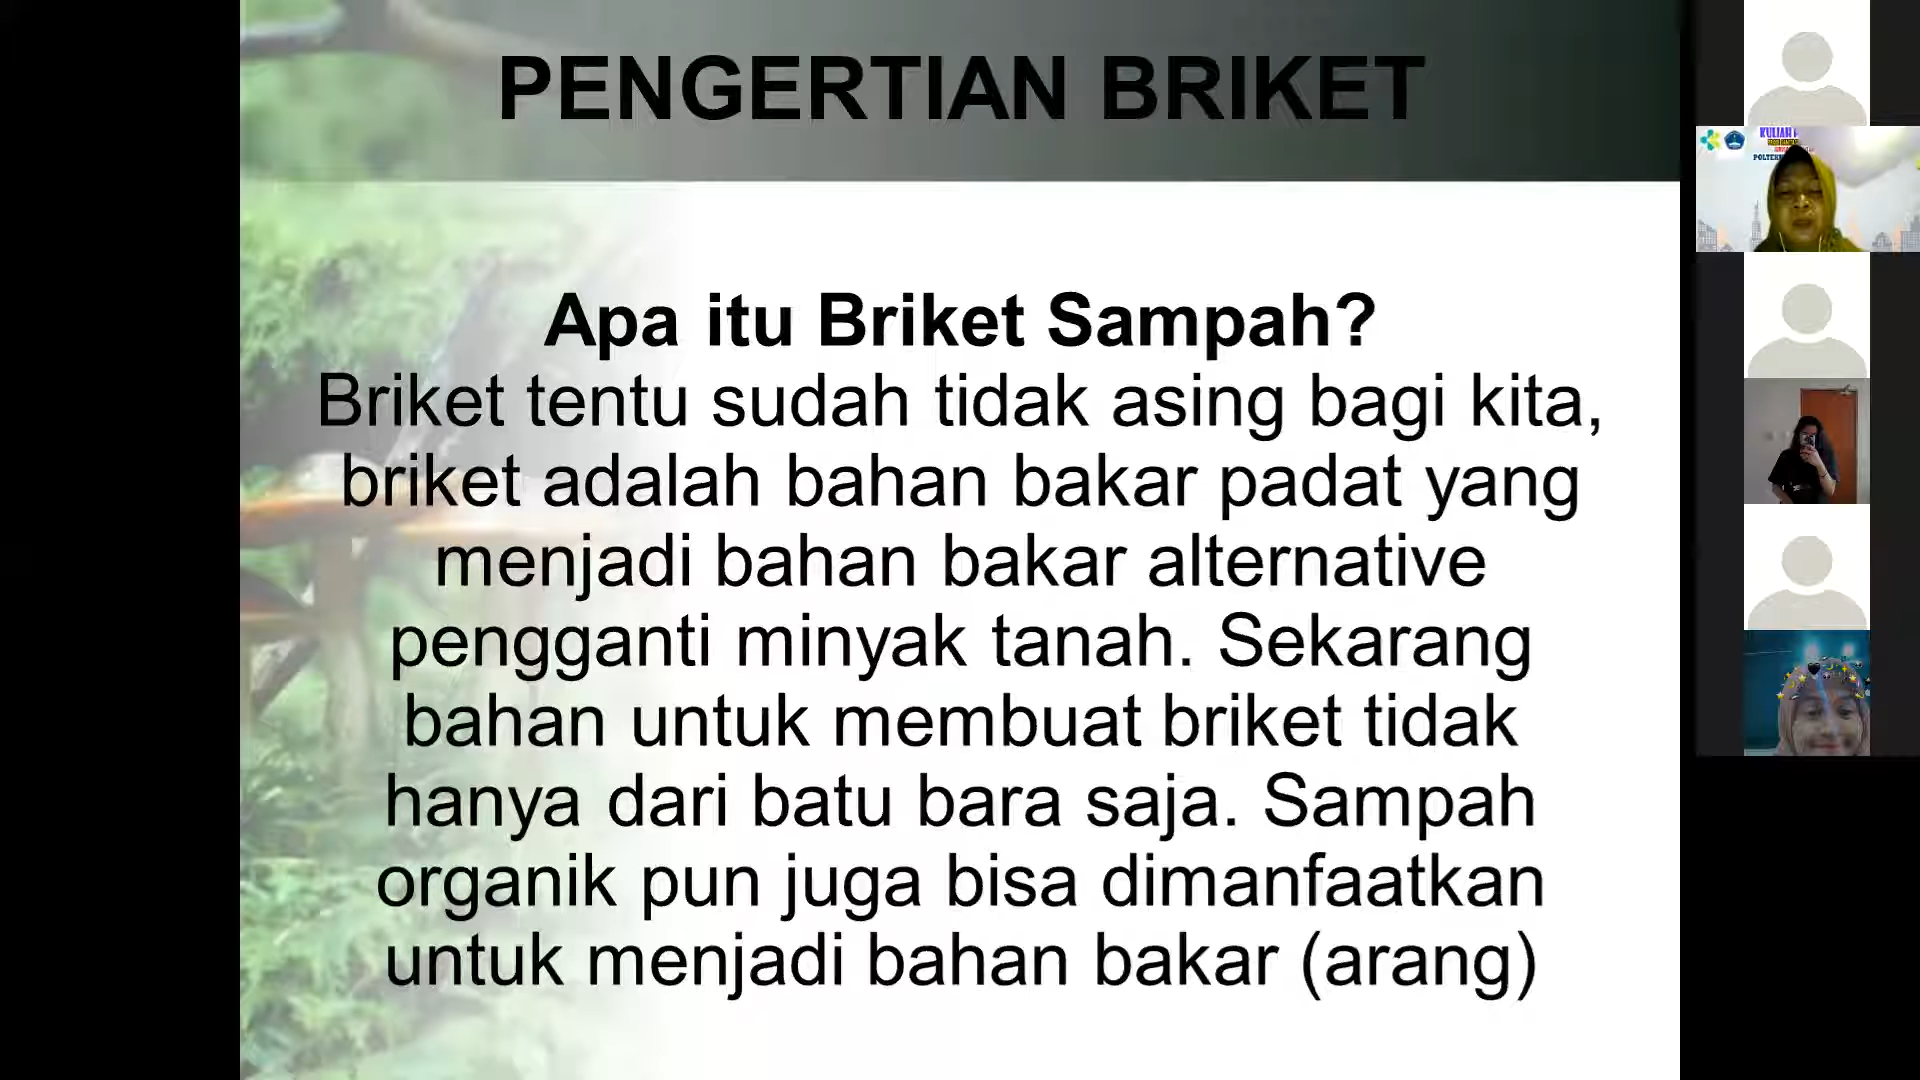 PENGERTIAN BRIKET
Apa itu Briket Sampah?
Briket tentu sudah tidak asing bagi kita,
briket adalah bahan bakar padat yang
menjadi bahan bakar alternative
pengganti minyak tanah. Sekarang
bahan untuk membuat briket tidak
hanya dari batu bara saja. Sampah
organik pun juga bisa dimanfaatkan
untuk menjadi bahan bakar (arang)
KULIAH